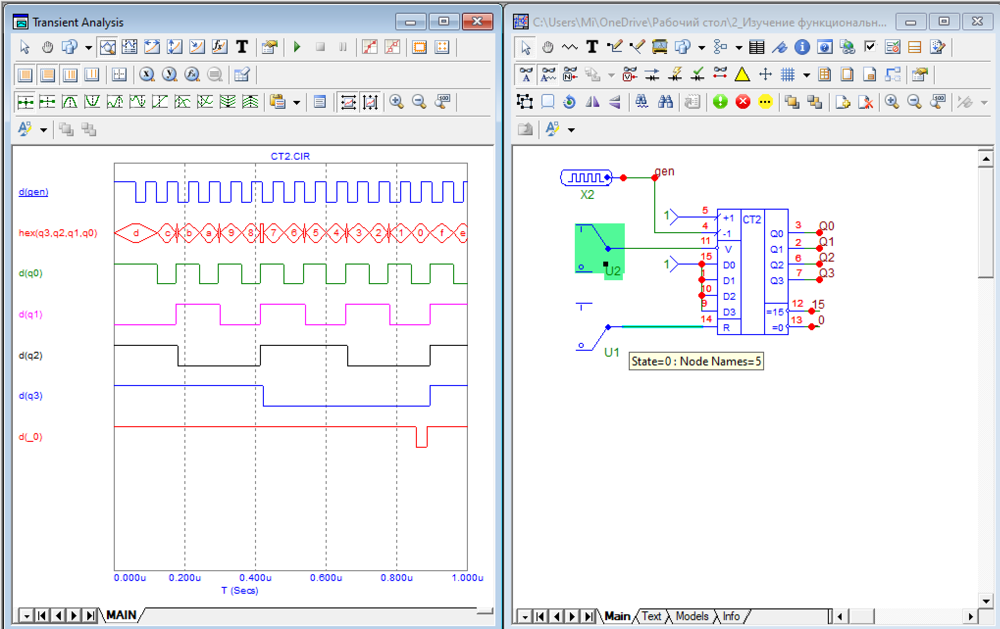 Transient Analysis
CT2.CIR
d(gen)
hex(q3,q2,q1,q0)
d c b a 9 8 7 6 5 4 3 2 1 0 f e
d(q0)
d(q1)
d(q2)
d(q3)
d(_0)
0.000u 0.200u 0.400u 0.600u 0.800u 1.000u
T (Secs)
MAIN
C:\Users\Mi\OneDrive\Рабочий стол\2_Изучение функциональн...
gen
X2
1 5 +1 CT2
4 -1 Q0 3 Q0
11 V Q1 2 Q1
1 15 D0 Q2 6 Q2
1 D1 Q3 7 Q3
U2
10 D2
9 D3 =15 12 _15
14 R =0 13 _0
U1
State=0 : Node Names=5
Main Text Models Info